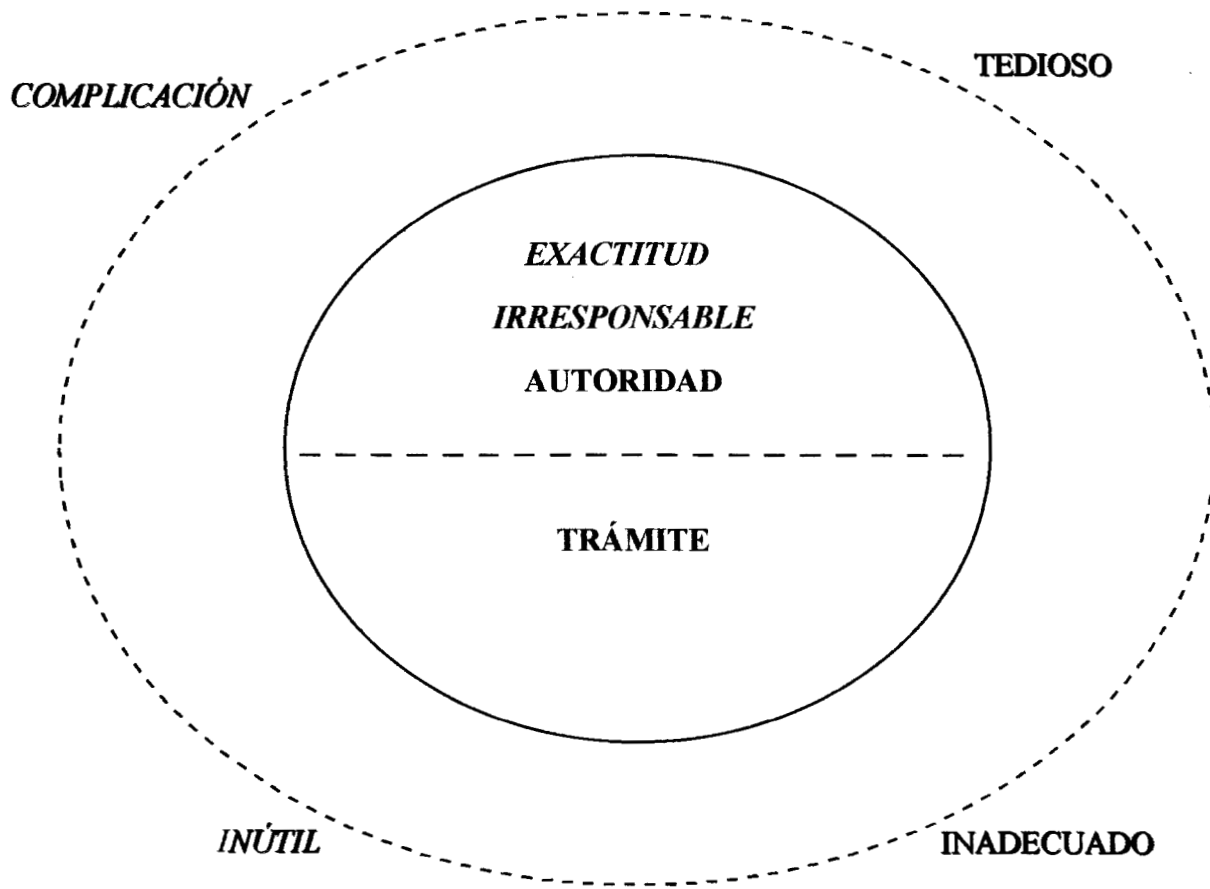 TEDIOSO
COMPLICACIÓN
EXACTITUD
IRRESPONSABLE
AUTORIDAD
TRÁMITE
INÚTIL
INADECUADO